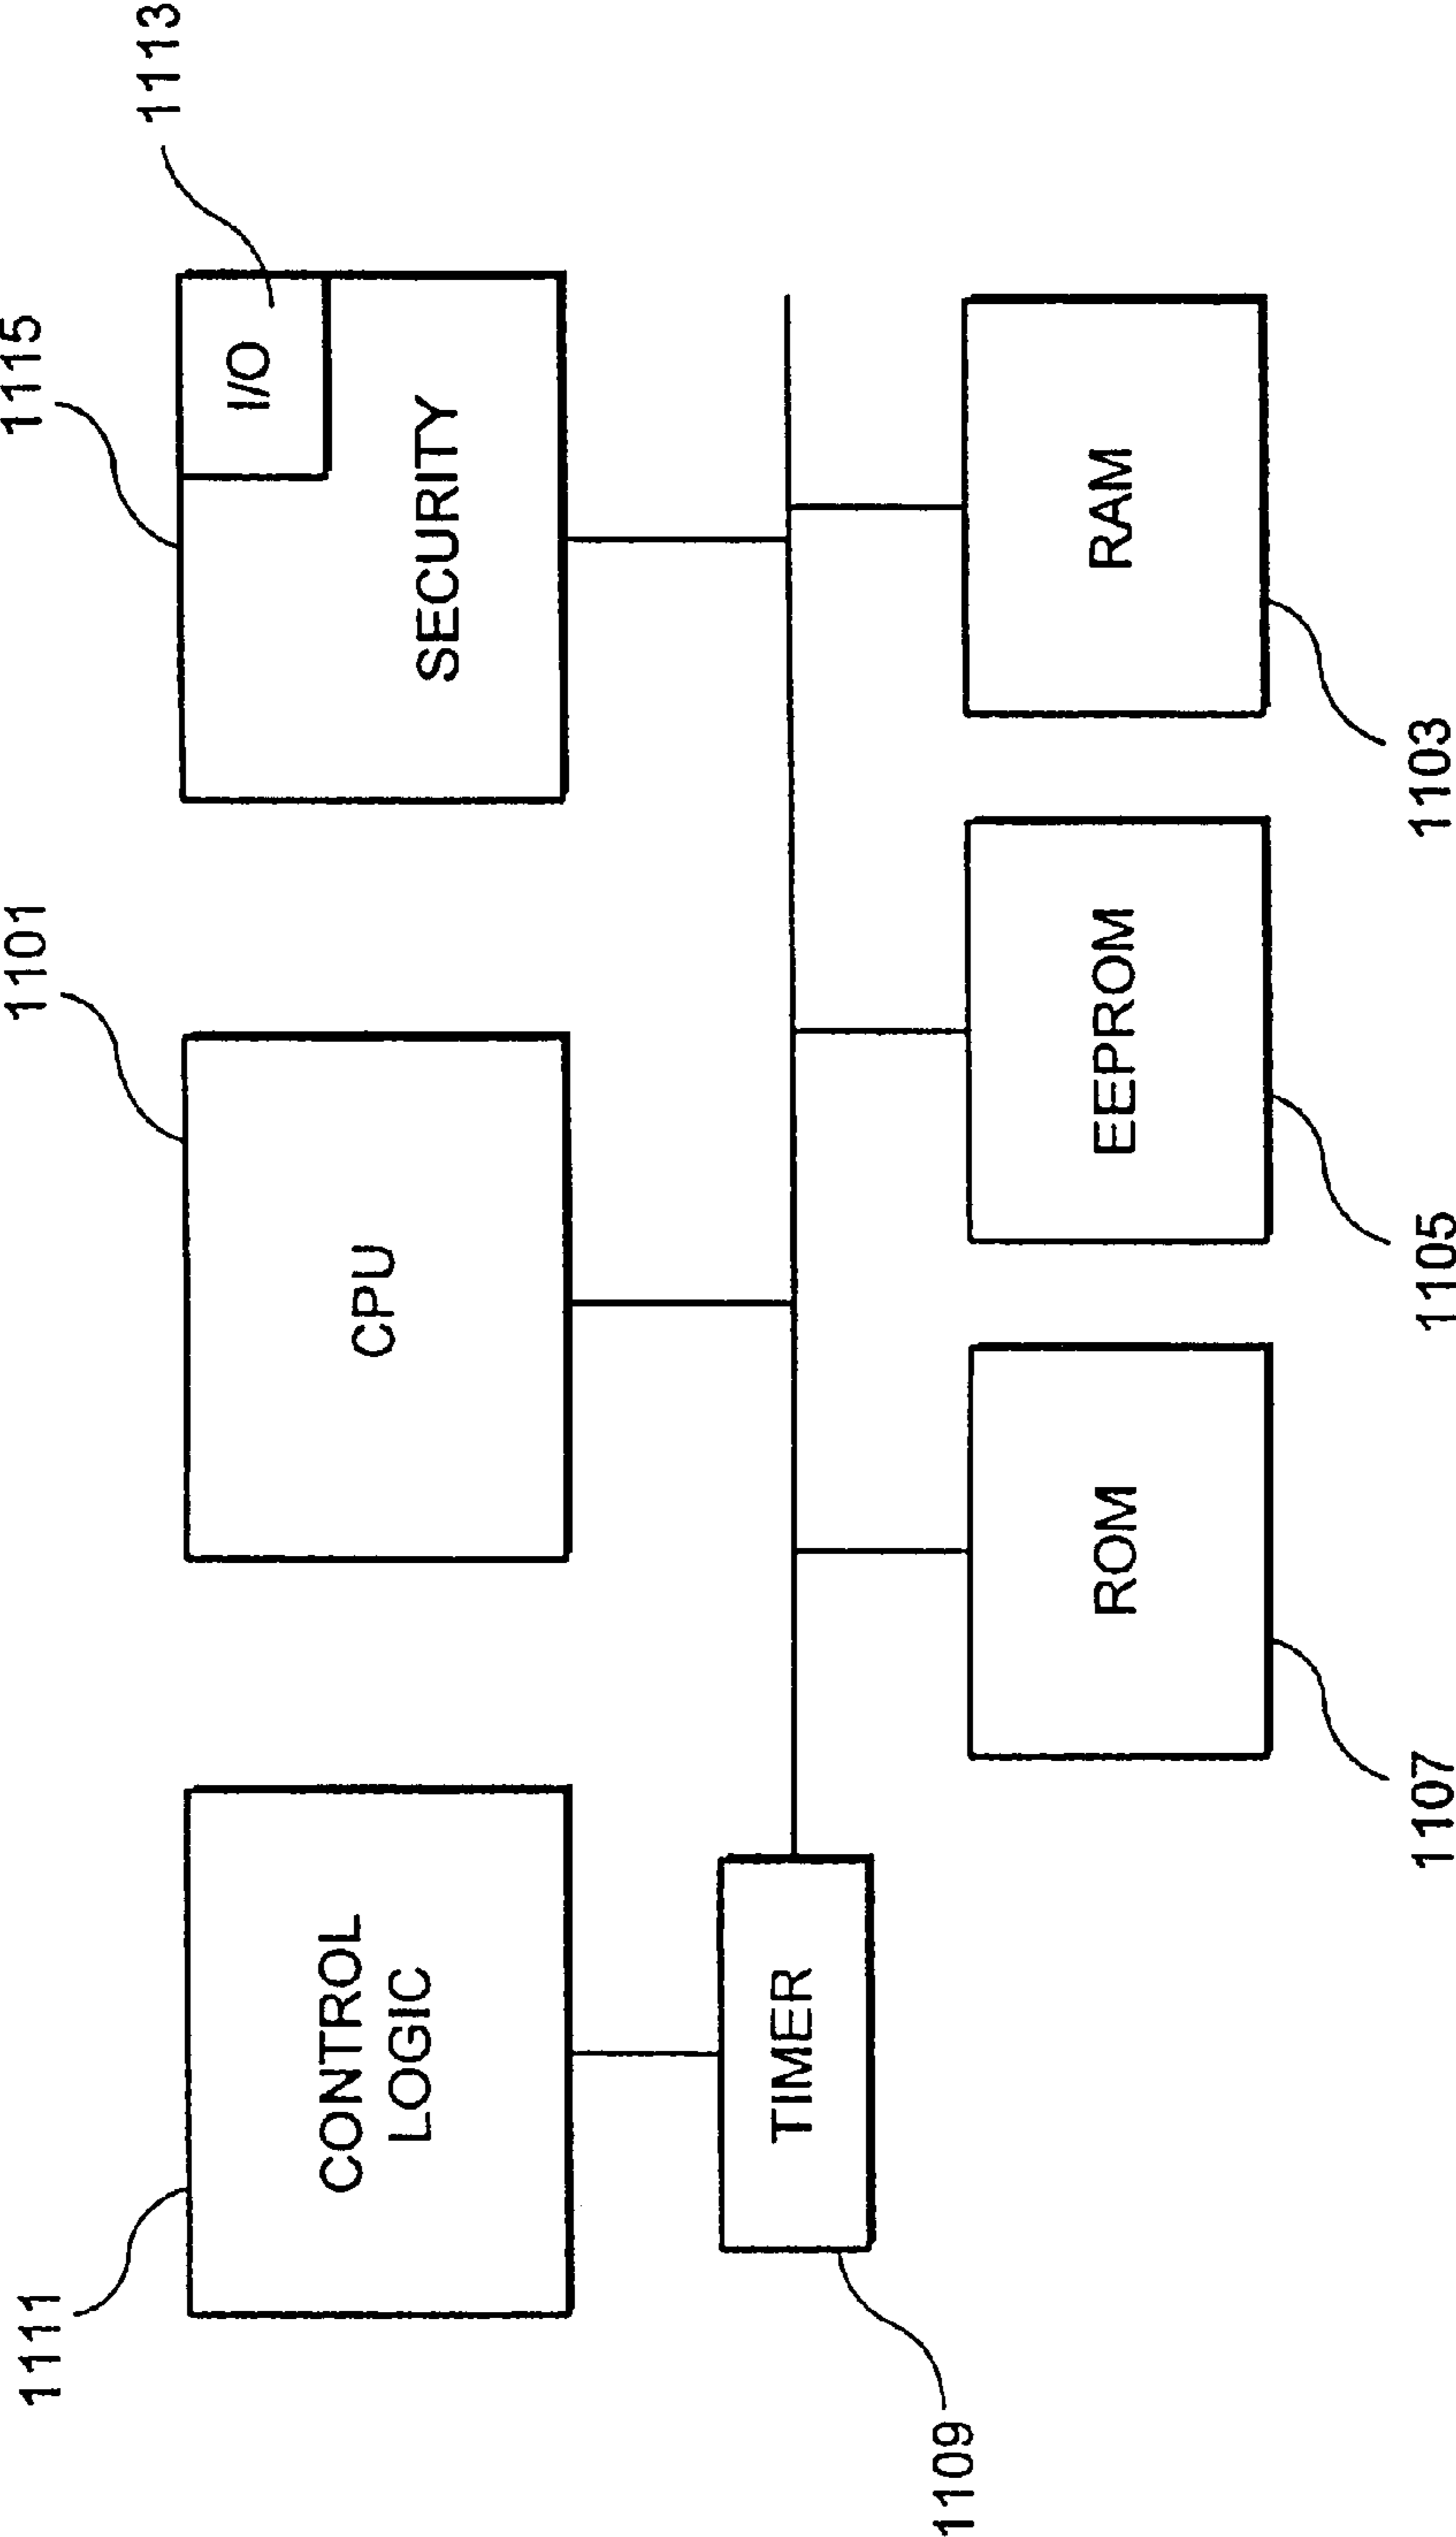 1111
1101
1115
1113
CONTROL
LOGIC
CPU
I/O
SECURITY
TIMER
1109
ROM
EEPROM
RAM
1107
1105
1103